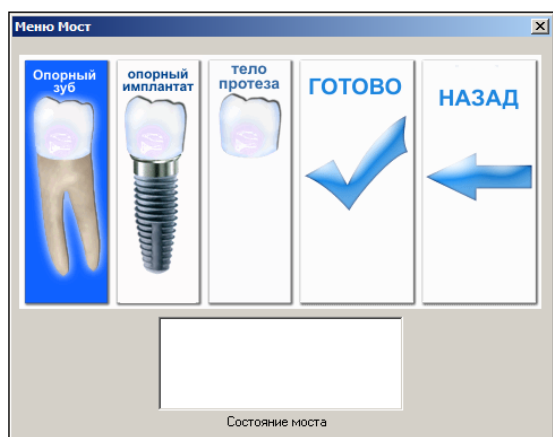 Меню Мост
Опорный
зуб
опорный
имплантат
тело
протеза
ГОТОВО
НАЗАД
Состояние моста